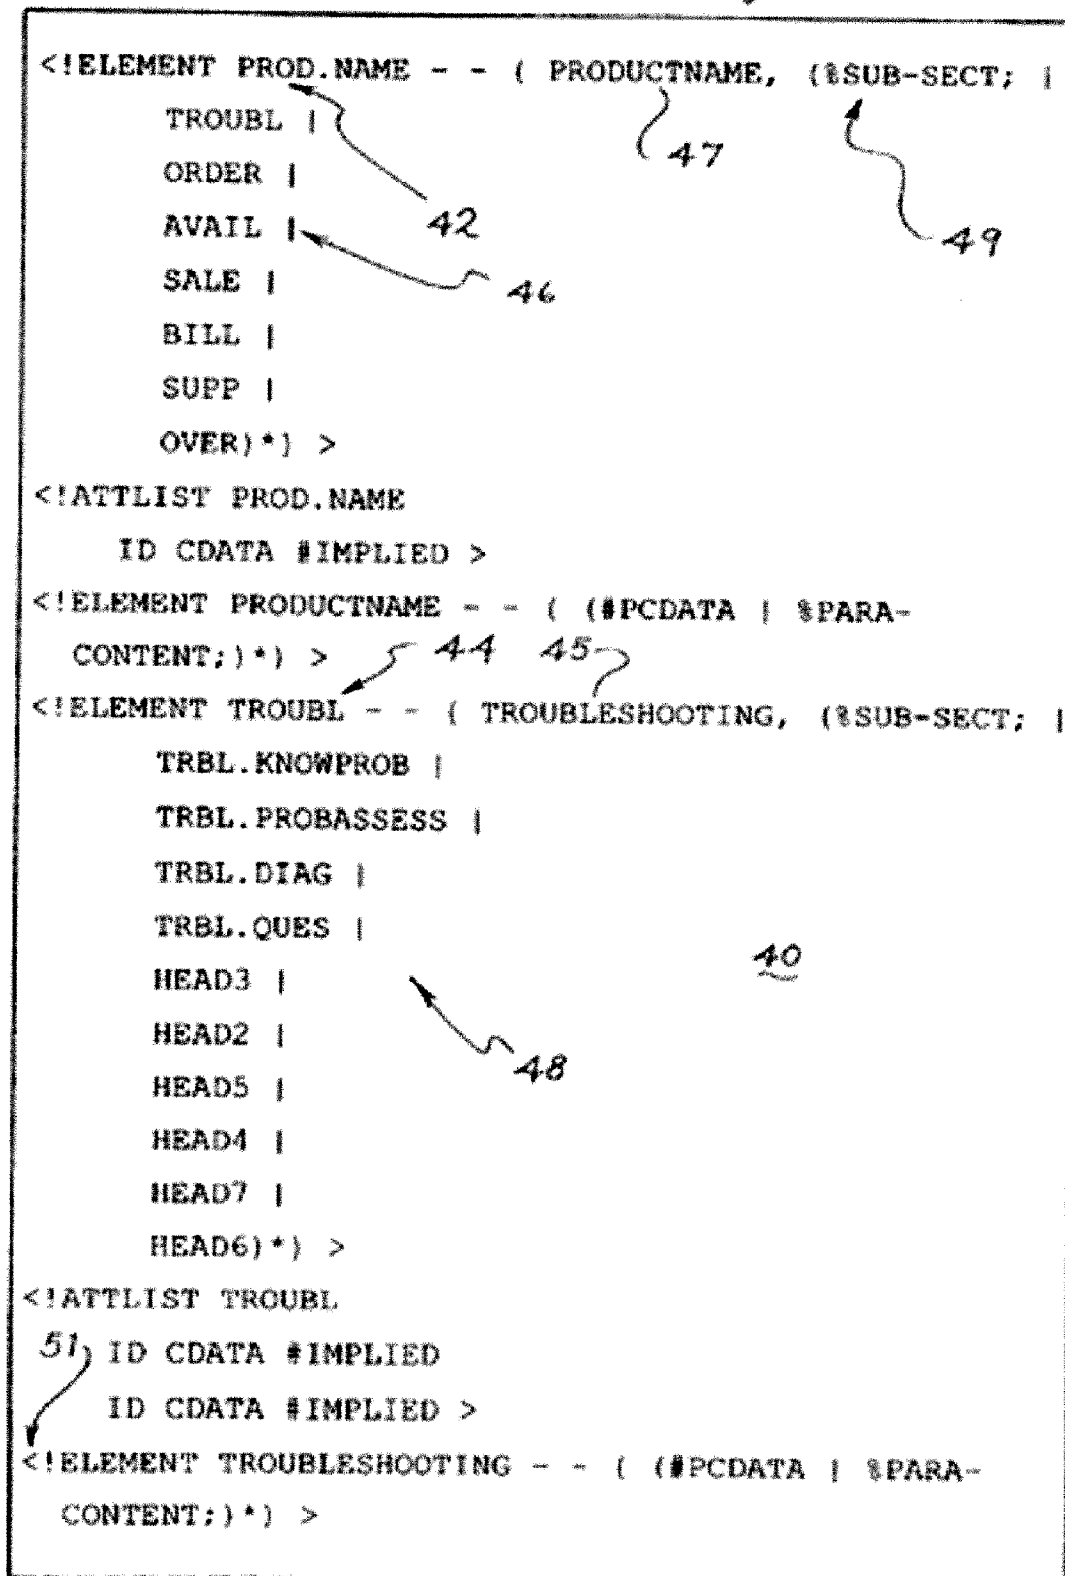 <!ELEMENT PROD.NAME - - ( PRODUCTNAME, (%SUB-SECT; |
TROUBL |
47
ORDER |
AVAIL |
42
49
SALE |
46
BILL |
SUPP |
OVER)*) >
<!ATTLIST PROD.NAME
ID CDATA #IMPLIED >
<!ELEMENT PRODUCTNAME - - ( (#PCDATA | %PARA-
CONTENT;)*) >
44
45
<!ELEMENT TROUBL - - ( TROUBLESHOOTING, (%SUB-SECT; |
TRBL.KNOWPROB |
TRBL.PROBASSESS |
TRBL.DIAG |
TRBL.QUES |
40
HEAD3 |
HEAD2 |
48
HEAD5 |
HEAD4 |
HEAD7 |
HEAD6)*) >
<!ATTLIST TROUBL
51
ID CDATA #IMPLIED
ID CDATA #IMPLIED >
<!ELEMENT TROUBLESHOOTING - - ( (#PCDATA | %PARA-
CONTENT;)*) >